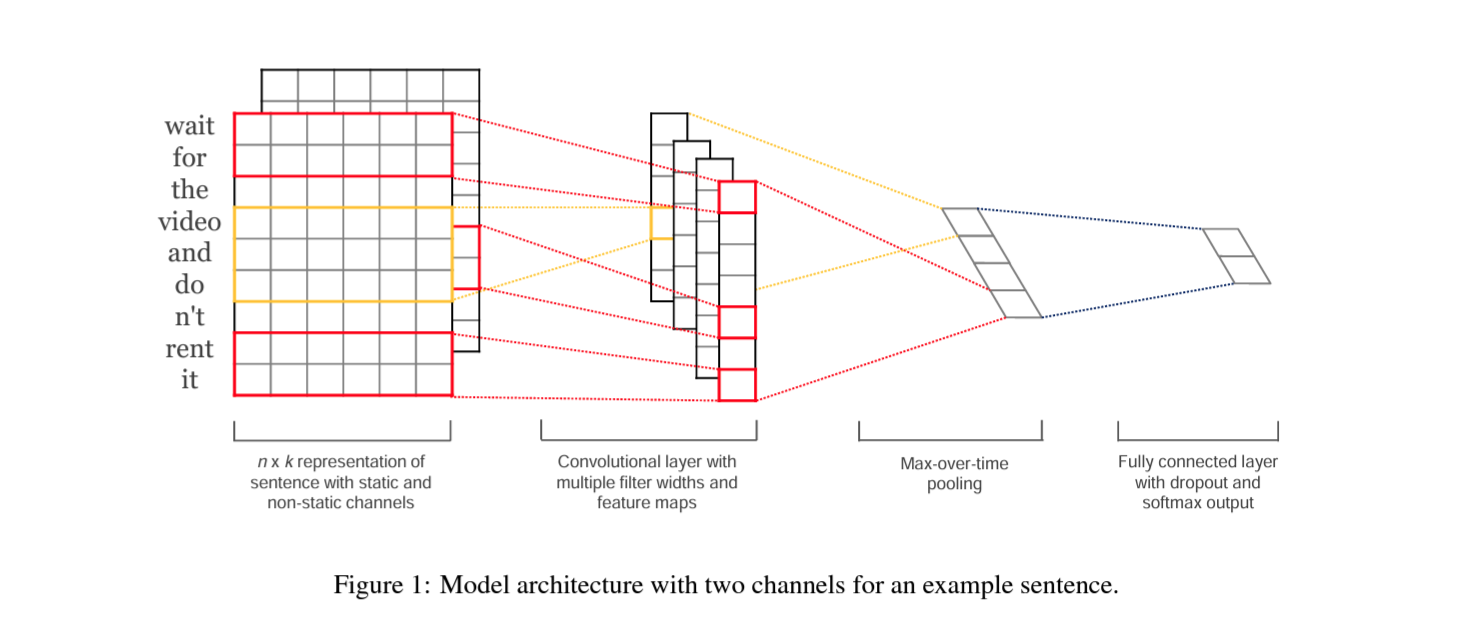 wait
for
the
video
and
do
n't
rent
it
n x k representation of
sentence with static and
non-static channels
Convolutional layer with
multiple filter widths and
feature maps
Max-over-time
pooling
Fully connected layer
with dropout and
softmax output
Figure 1: Model architecture with two channels for an example sentence.